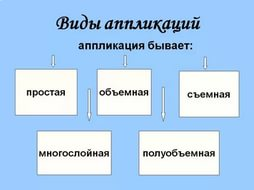 Виды аппликаций
аппликация бывает:
простая
объемная
съемная
многослойная
полуобъемная